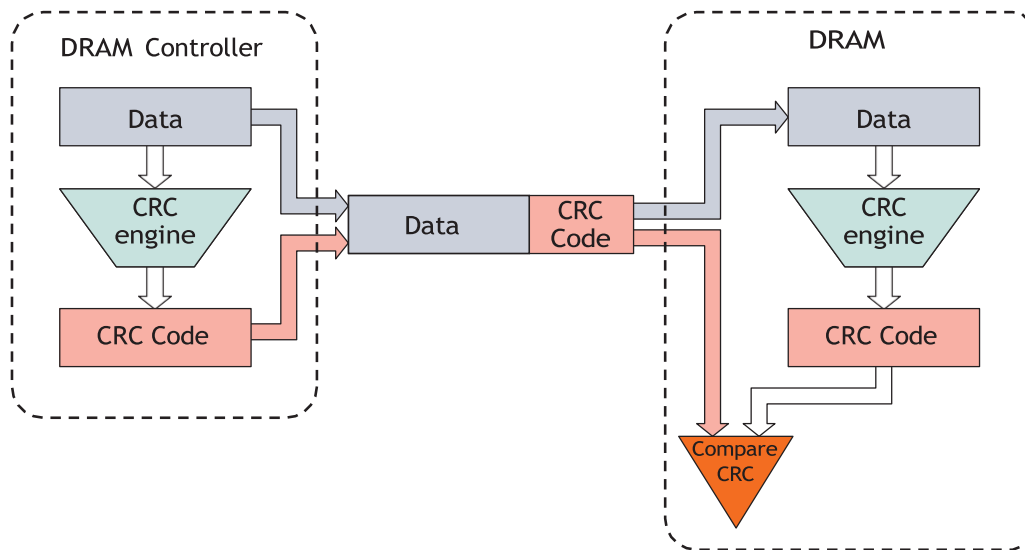 DRAM Controller
Data
CRC
engine
CRC Code
Data
CRC
Code
DRAM
Data
CRC
engine
CRC Code
Compare
CRC